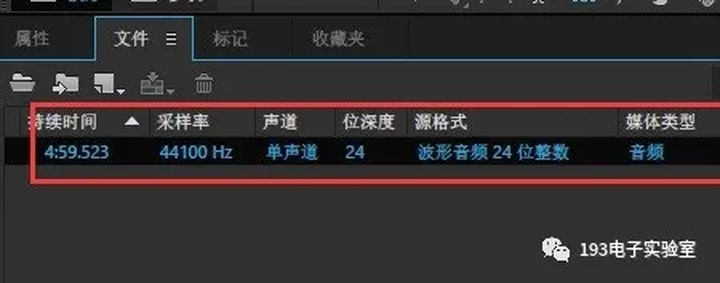 属性 文件 标记 收藏夹
持续时间 采样率 声道 位深度 源格式 媒体类型
4:59.523 44100 Hz 单声道 24 波形音频 24 位整数 音频
193电子实验室